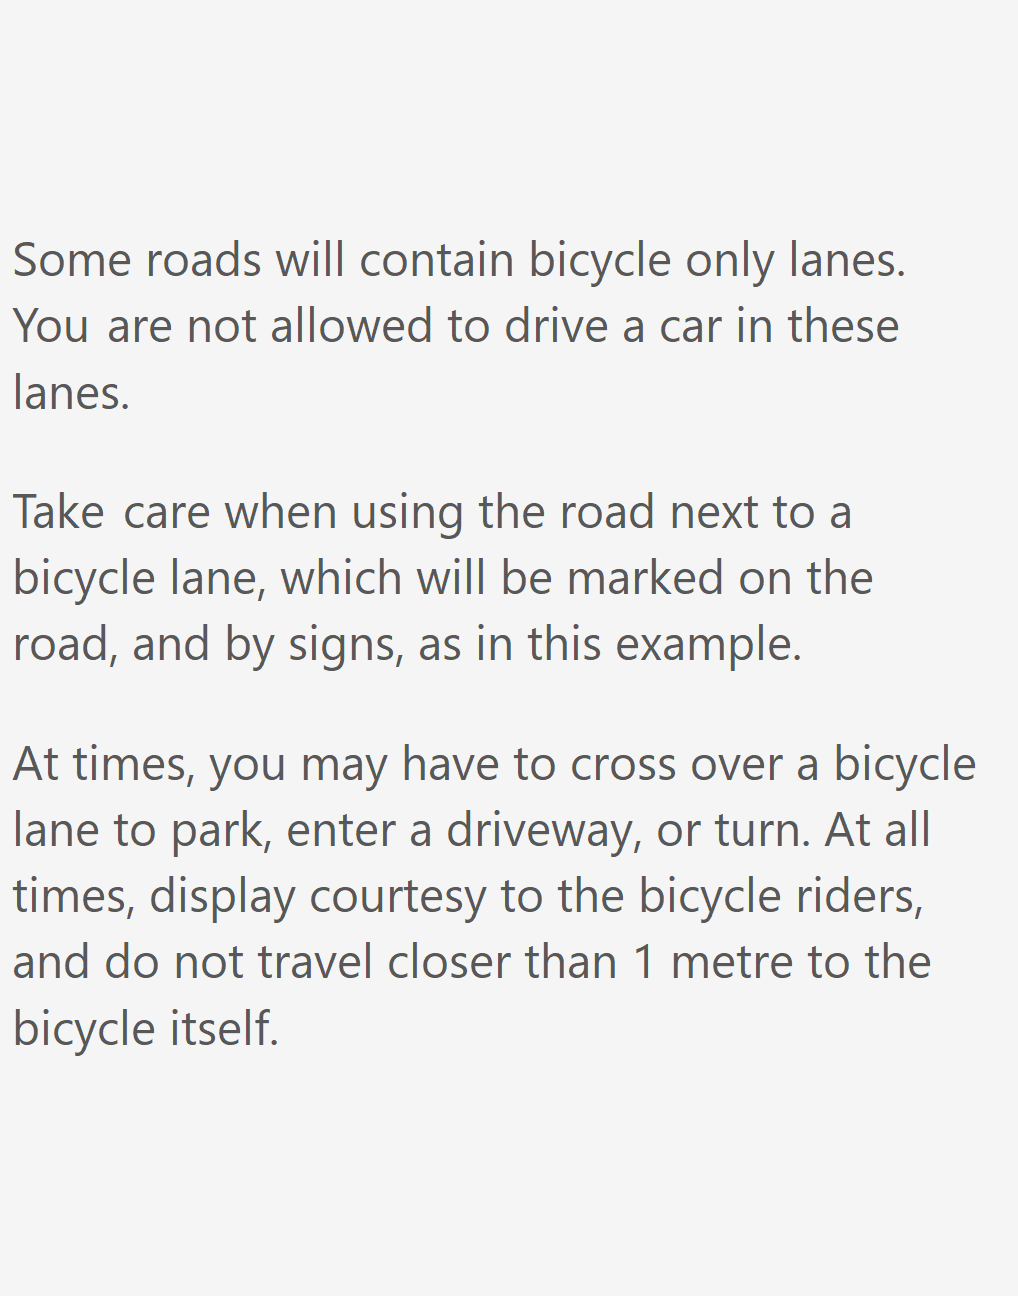 Some roads will contain bicycle only lanes.
You are not allowed to drive a car in these
lanes.
Take care when using the road next to a
bicycle lane, which will be marked on the
road, and by signs, as in this example.
At times, you may have to cross over a bicycle
lane to park, enter a driveway, or turn. At all
times, display courtesy to the bicycle riders,
and do not travel closer than 1 metre to the
bicycle itself.